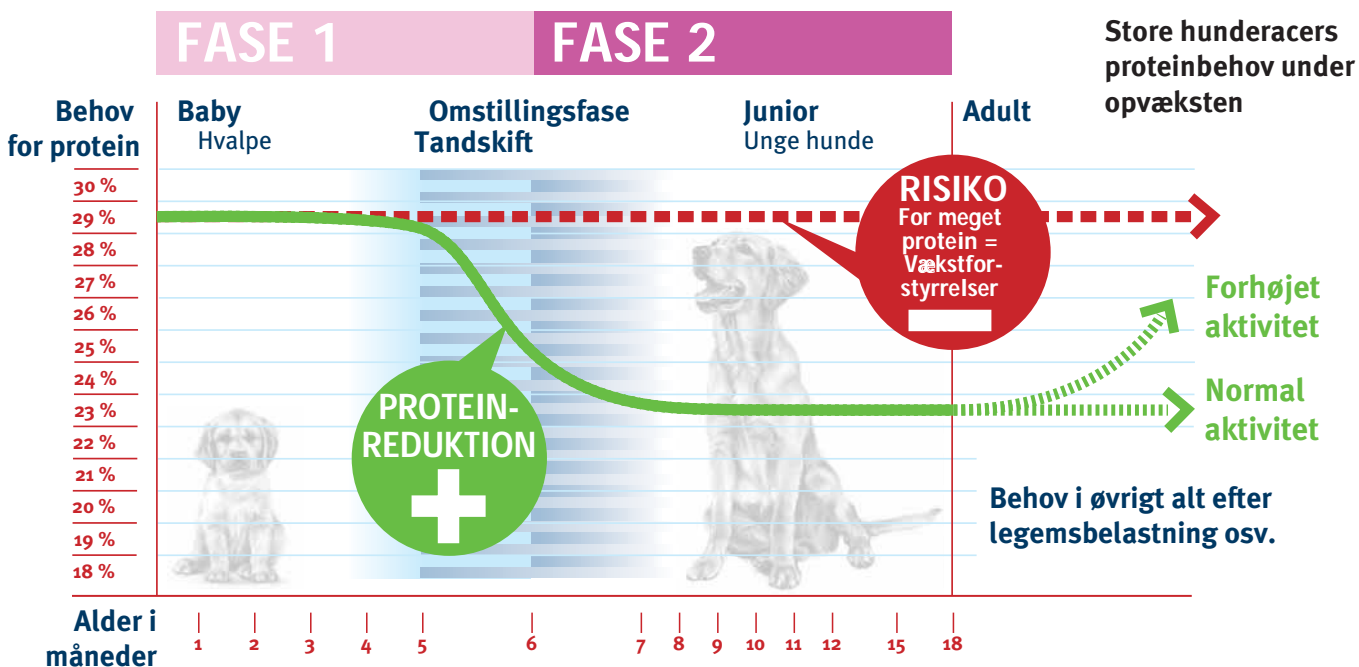 FASE 1
FASE 2
Store hunderacers
proteinbehov under
opvæksten
Behov
for protein
Baby
Hvalpe
Omstillingsfase
Tandskift
Junior
Unge hunde
Adult
30 %
29 %
28 %
27 %
26 %
25 %
24 %
23 %
22 %
21 %
20 %
19 %
18 %
RISIKO
For meget
protein =
Vækstfor-
styrrelser
PROTEIN-
REDUKTION
Forhøjet
aktivitet
Normal
aktivitet
Behov i øvrigt alt efter
legemsbelastning osv.
Alder i
måneder
1 2 3 4 5 6 7 8 9 10 11 12 15 18